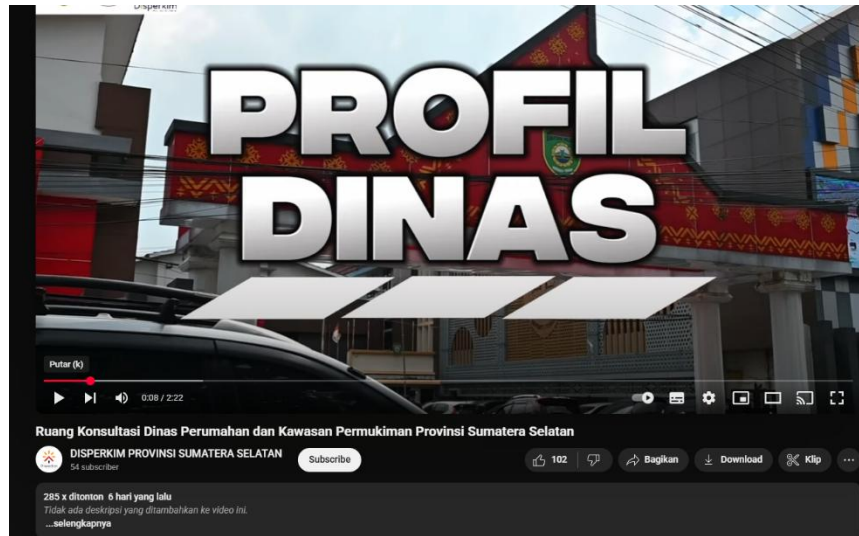 Disperkim
PROFIL
DINAS
Putar (k)
0:08 / 2:22
Ruang Konsultasi Dinas Perumahan dan Kawasan Permukiman Provinsi Sumatera Selatan
DISPERKIM PROVINSI SUMATERA SELATAN
54 subscriber
Subscribe
102
Bagikan
Download
Klip
285 x ditonton 6 hari yang lalu
Tidak ada deskripsi yang ditambahkan ke video ini.
...selengkapnya